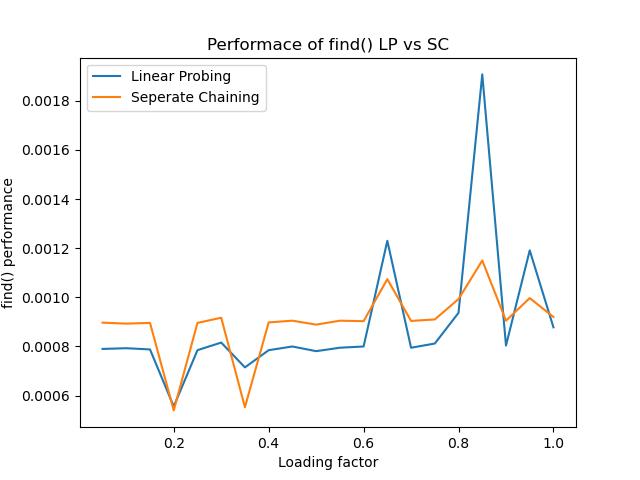 Performace of find() LP vs SC
Linear Probing
Seperate Chaining
find() performance
0.0018
0.0016
0.0014
0.0012
0.0010
0.0008
0.0006
0.2 0.4 0.6 0.8 1.0
Loading factor